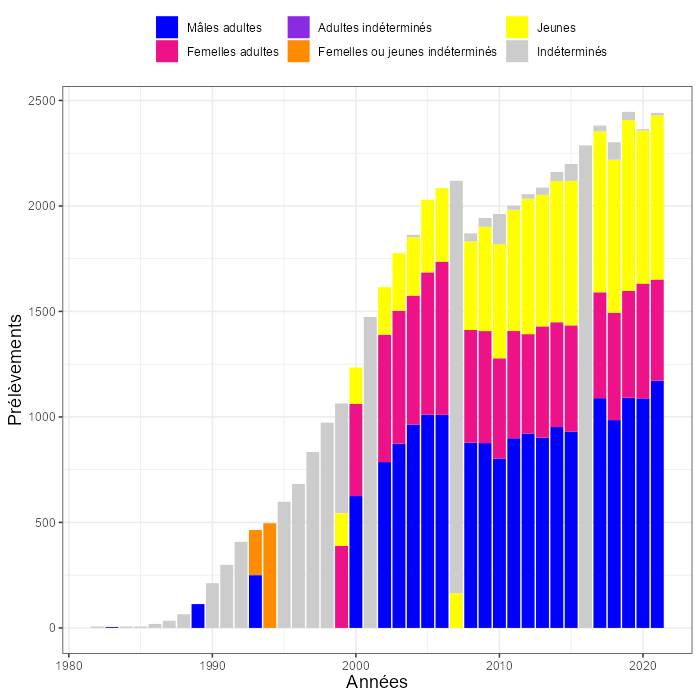 Mâles adultes Adultes indéterminés Jeunes
Femelles adultes Femelles ou jeunes indéterminés Indéterminés
2500
2000
1500
1000
500
0
Prélèvements
1980 1990 2000 2010 2020
Années